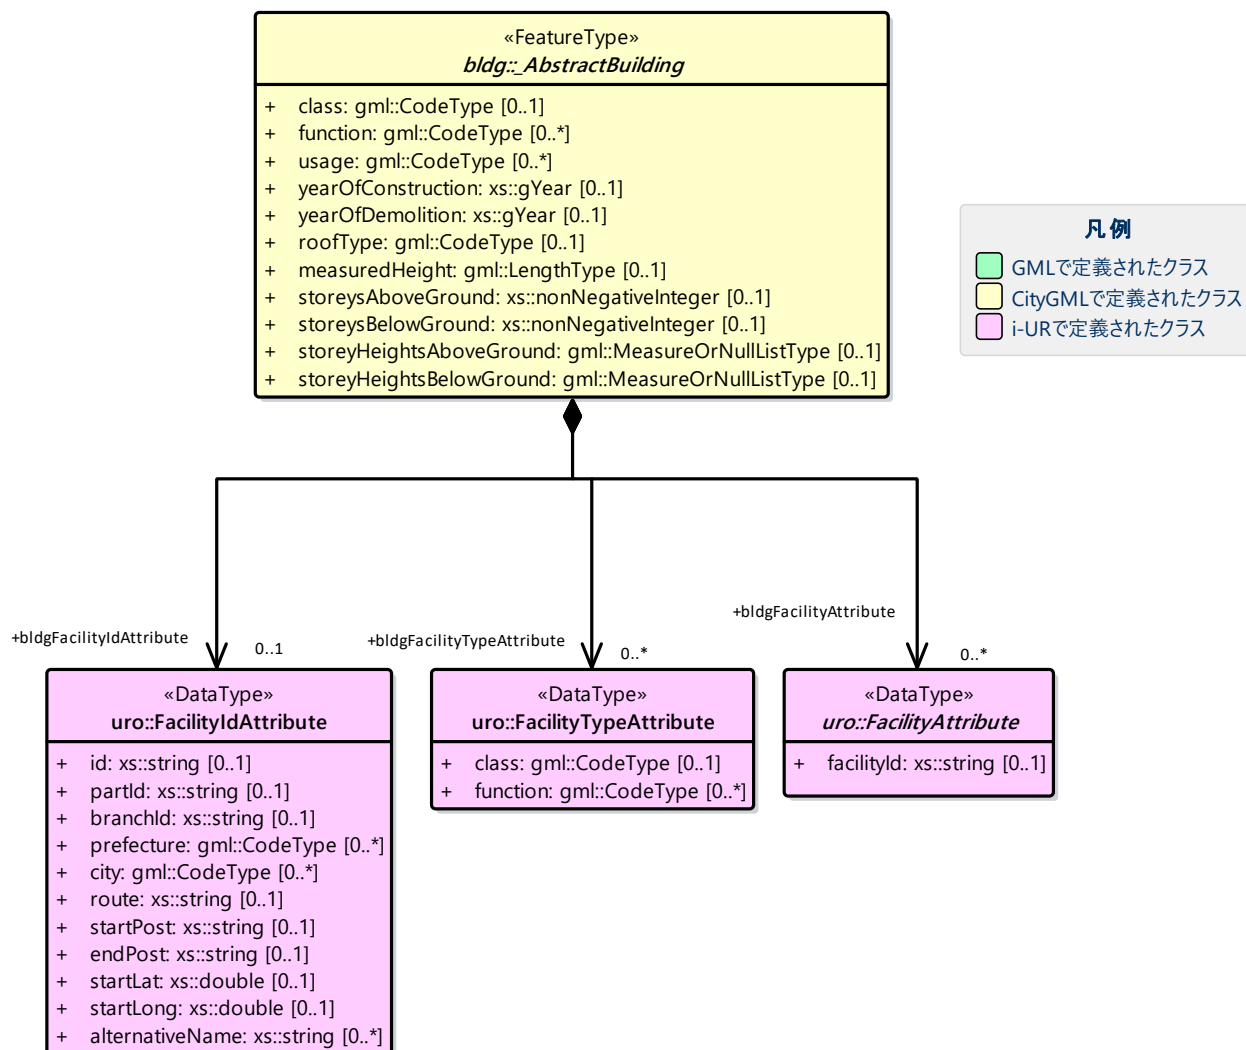 «FeatureType»
bldg::_AbstractBuilding
+ class: gml::CodeType [0..1]
+ function: gml::CodeType [0..*]
+ usage: gml::CodeType [0..*]
+ yearOfConstruction: xs::gYear [0..1]
+ yearOfDemolition: xs::gYear [0..1]
+ roofType: gml::CodeType [0..1]
+ measuredHeight: gml::LengthType [0..1]
+ storeysAboveGround: xs::nonNegativeInteger [0..1]
+ storeysBelowGround: xs::nonNegativeInteger [0..1]
+ storeyHeightsAboveGround: gml::MeasureOrNullListType [0..1]
+ storeyHeightsBelowGround: gml::MeasureOrNullListType [0..1]
凡例
GMLで定義されたクラス
CityGMLで定義されたクラス
i-URで定義されたクラス
+bldgFacilityIdAttribute
0..1
+bldgFacilityTypeAttribute
0..*
+bldgFacilityAttribute
0..*
«DataType»
uro::FacilityIdAttribute
+ id: xs::string [0..1]
+ partId: xs::string [0..1]
+ branchId: xs::string [0..1]
+ prefecture: gml::CodeType [0..*]
+ city: gml::CodeType [0..*]
+ route: xs::string [0..1]
+ startPost: xs::string [0..1]
+ endPost: xs::string [0..1]
+ startLat: xs::double [0..1]
+ startLong: xs::double [0..1]
+ alternativeName: xs::string [0..*]
«DataType»
uro::FacilityTypeAttribute
+ class: gml::CodeType [0..1]
+ function: gml::CodeType [0..*]
«DataType»
uro::FacilityAttribute
+ facilityId: xs::string [0..1]